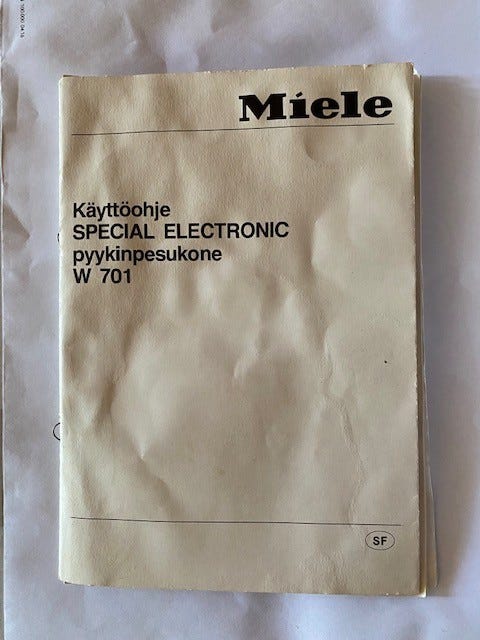 Miele
Käyttöohje
SPECIAL ELECTRONIC
pyykinpesukone
W 701
SF